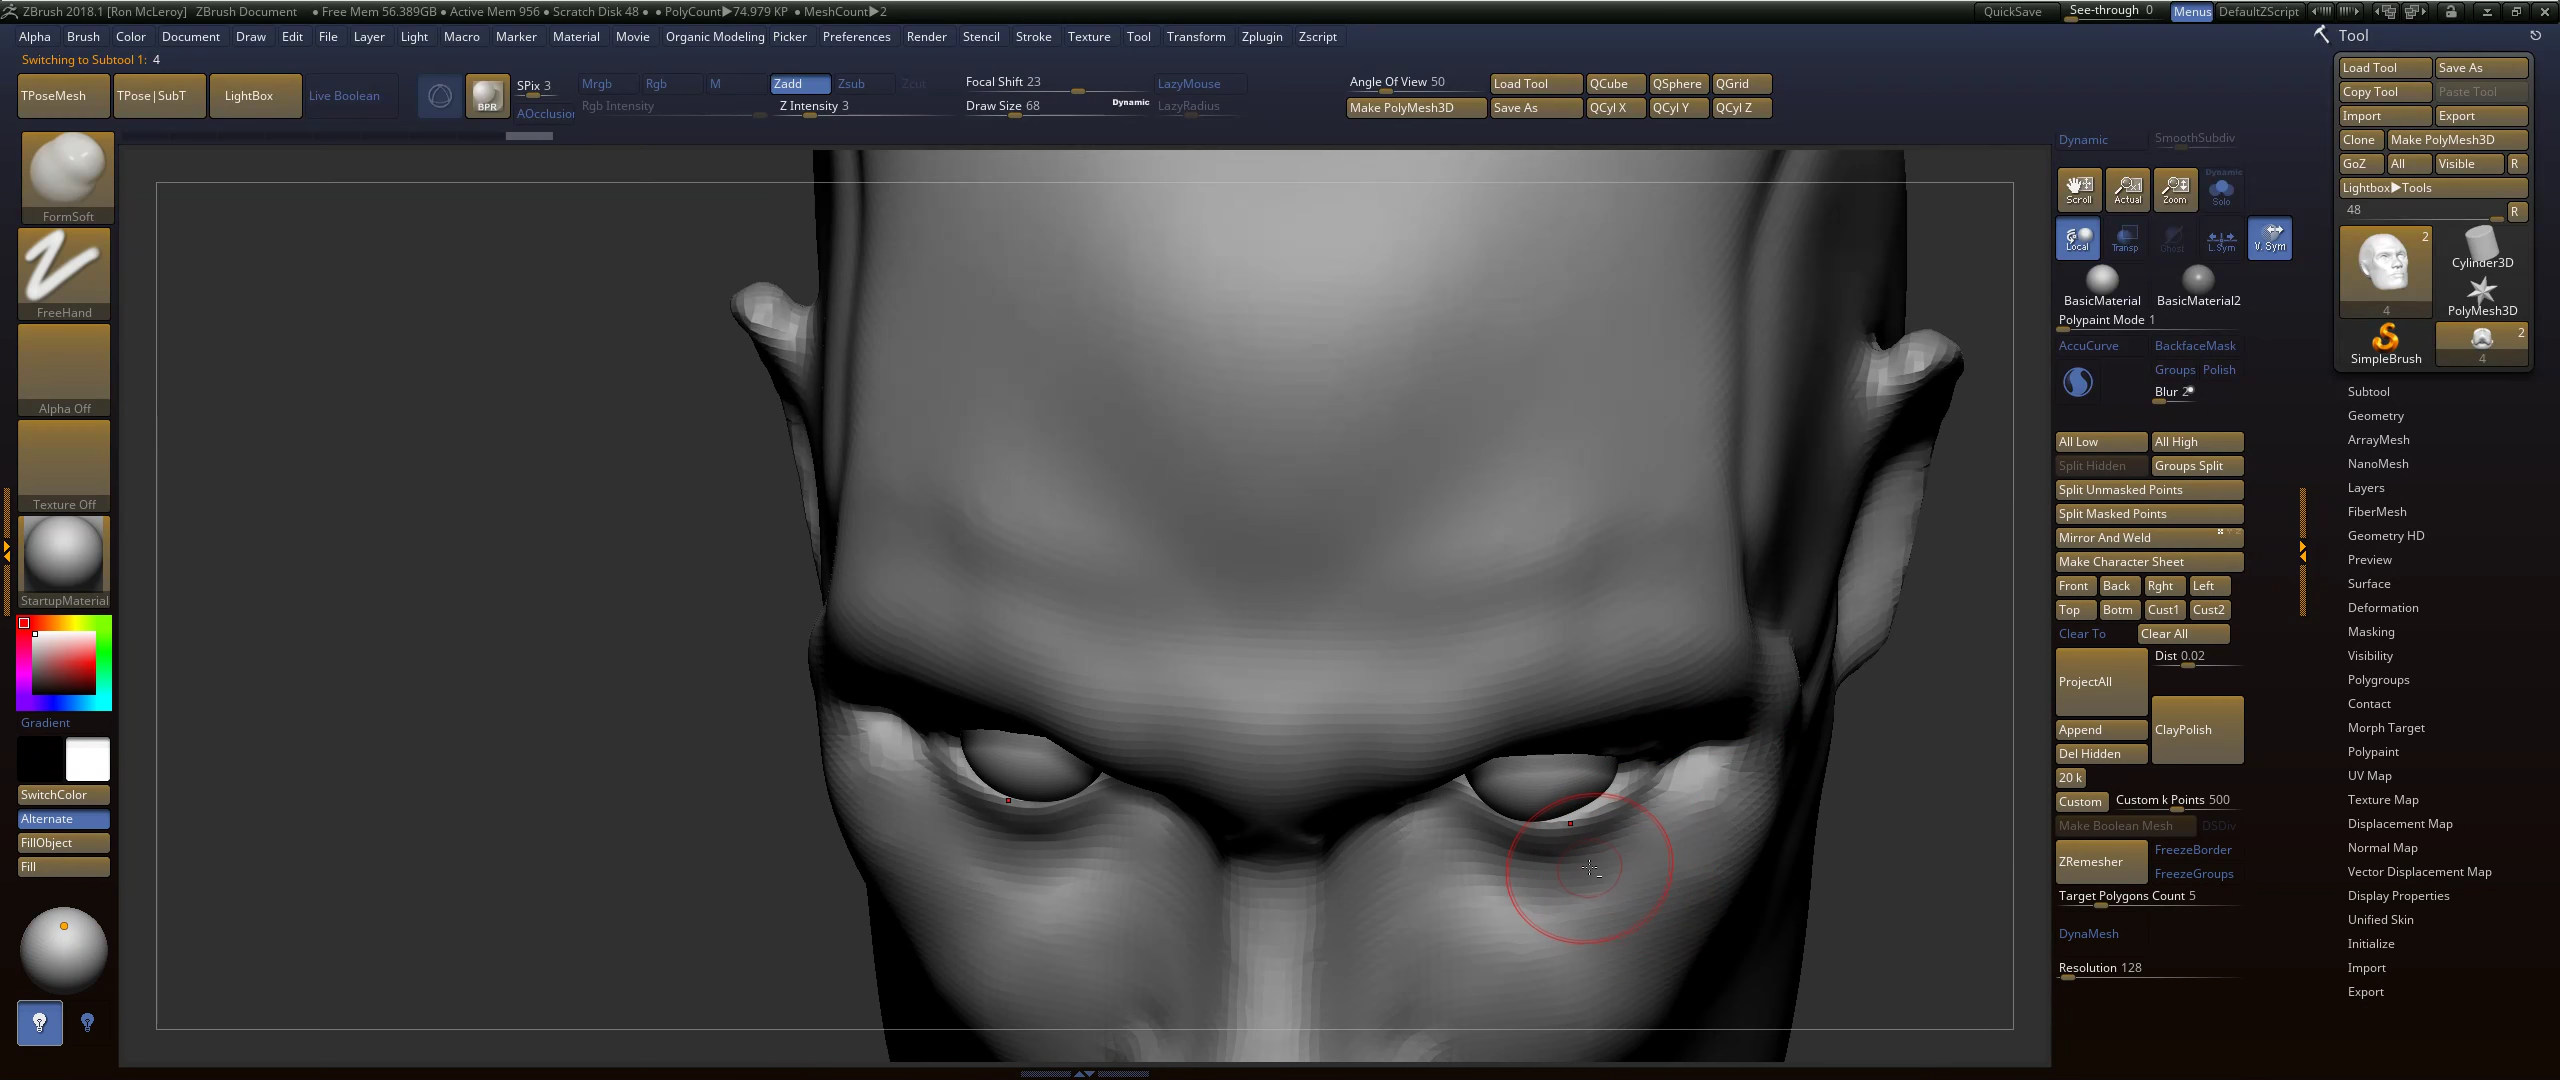 ZBrush 2018.1 [Ron McLeroy] ZBrush Document • Free Mem 56.389GB • Active Mem 956 • Scratch Disk 48 • • PolyCount▶74.979 KP • MeshCount▶2 QuickSave See-through 0 Menus DefaultZScript
Alpha Brush Color Document Draw Edit File Layer Light Macro Marker Material Movie Organic Modeling Picker Preferences Render Stencil Stroke Texture Tool Transform Zplugin Zscript
Switching to Subtool 1: 4
TPoseMesh TPose|SubT LightBox Live Boolean
BPR
SPix 3
AOcclusion
Mrgb Rgb M Zadd Zsub Zcut
Rgb Intensity Z Intensity 3
Focal Shift 23
Draw Size 68 Dynamic
LazyMouse
LazyRadius
Angle Of View 50 Load Tool QCube QSphere QGrid
Make PolyMesh3D Save As QCyl X QCyl Y QCyl Z
FormSoft
FreeHand
Alpha Off
Texture Off
StartupMaterial
Gradient
SwitchColor
Alternate
FillObject
Fill
Dynamic SmoothSubdiv
Scroll Actual Zoom Dynamic Solo
Local Transp Ghost L.Sym V. Sym
BasicMaterial BasicMaterial2
Polypaint Mode 1
AccuCurve BackfaceMask
Groups Polish
Blur 2
All Low All High
Split Hidden Groups Split
Split Unmasked Points
Split Masked Points
Mirror And Weld
Make Character Sheet
Front Back Rght Left
Top Botm Cust1 Cust2
Clear To Clear All
ProjectAll Dist 0.02
Append ClayPolish
Del Hidden
20 k
Custom Custom k Points 500
Make Boolean Mesh DSDiv
ZRemesher FreezeBorder
FreezeGroups
Target Polygons Count 5
DynaMesh
Resolution 128
Tool
Load Tool Save As
Copy Tool Paste Tool
Import Export
Clone Make PolyMesh3D
GoZ All Visible R
Lightbox▶Tools
48 R
2
4
Cylinder3D
PolyMesh3D
SimpleBrush
2
4
Subtool
Geometry
ArrayMesh
NanoMesh
Layers
FiberMesh
Geometry HD
Preview
Surface
Deformation
Masking
Visibility
Polygroups
Contact
Morph Target
Polypaint
UV Map
Texture Map
Displacement Map
Normal Map
Vector Displacement Map
Display Properties
Unified Skin
Initialize
Import
Export